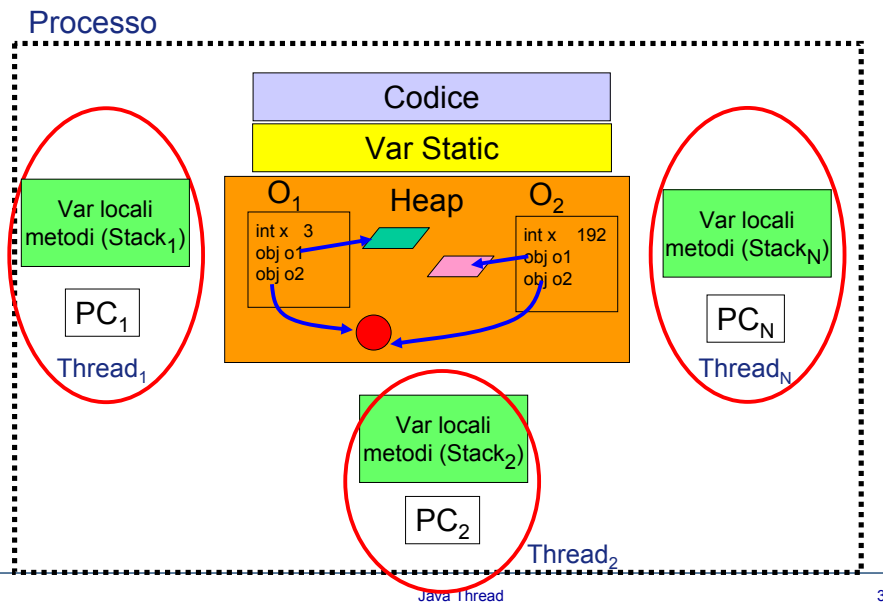 Processo
Codice
Var Static
Heap
O1
int x 3
obj o1
obj o2
O2
int x 192
obj o1
obj o2
Var locali
metodi (Stack1)
PC1
Thread1
Var locali
metodi (StackN)
PCN
ThreadN
Var locali
metodi (Stack2)
PC2
Thread2
Java Thread
3